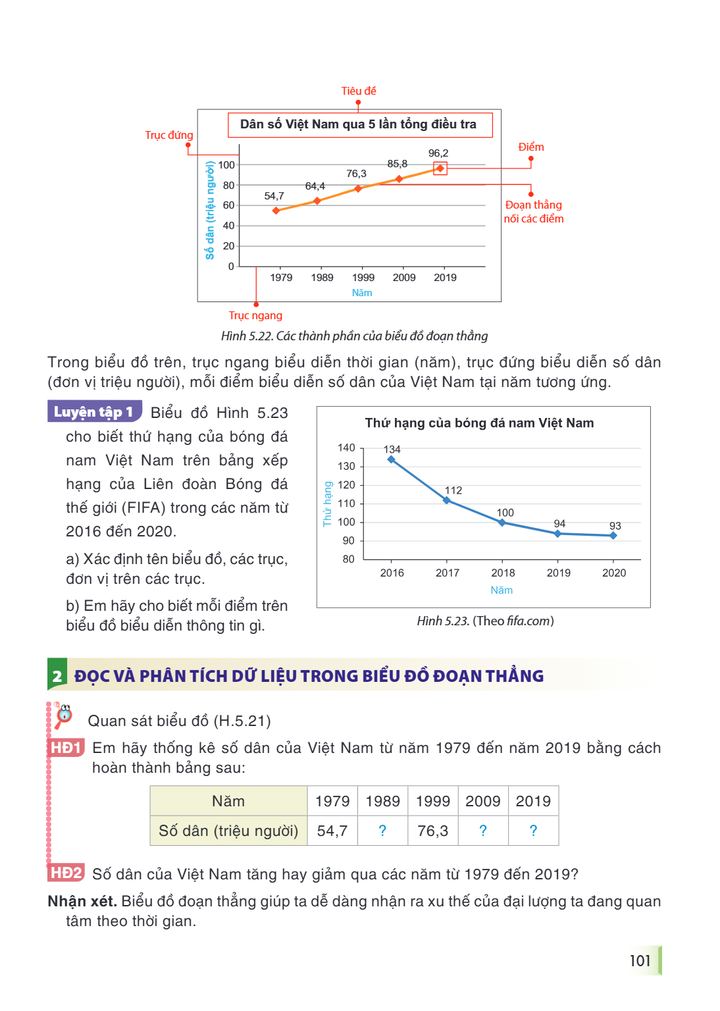 Tiêu đề
Dân số Việt Nam qua 5 lần tổng điều tra
Trục đứng
Điểm
Số dân (triệu người)
100
80
60
40
20
0
54,7
64,4
76,3
85,8
96,2
Đoạn thẳng
nối các điểm
1979 1989 1999 2009 2019
Năm
Trục ngang
Hình 5.22. Các thành phần của biểu đồ đoạn thẳng
Trong biểu đồ trên, trục ngang biểu diễn thời gian (năm), trục đứng biểu diễn số dân
(đơn vị triệu người), mỗi điểm biểu diễn số dân của Việt Nam tại năm tương ứng.
Luyện tập 1 Biểu đồ Hình 5.23
cho biết thứ hạng của bóng đá
nam Việt Nam trên bảng xếp
hạng của Liên đoàn Bóng đá
thế giới (FIFA) trong các năm từ
2016 đến 2020.
a) Xác định tên biểu đồ, các trục,
đơn vị trên các trục.
b) Em hãy cho biết mỗi điểm trên
biểu đồ biểu diễn thông tin gì.
Thứ hạng của bóng đá nam Việt Nam
Thứ hạng
140
130
120
110
100
90
80
134
112
100
94
93
2016 2017 2018 2019 2020
Năm
Hình 5.23. (Theo fifa.com)
2 ĐỌC VÀ PHÂN TÍCH DỮ LIỆU TRONG BIỂU ĐỒ ĐOẠN THẲNG
Quan sát biểu đồ (H.5.21)
HĐ1 Em hãy thống kê số dân của Việt Nam từ năm 1979 đến năm 2019 bằng cách
hoàn thành bảng sau:
Năm 1979 1989 1999 2009 2019
Số dân (triệu người) 54,7 ? 76,3 ? ?
HĐ2 Số dân của Việt Nam tăng hay giảm qua các năm từ 1979 đến 2019?
Nhận xét. Biểu đồ đoạn thẳng giúp ta dễ dàng nhận ra xu thế của đại lượng ta đang quan
tâm theo thời gian.
101